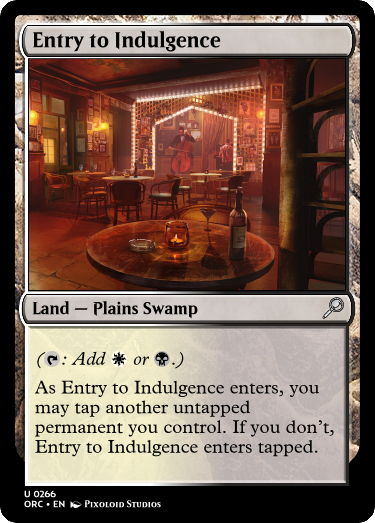 Entry to Indulgence
Land — Plains Swamp
(: Add or .)
As Entry to Indulgence enters, you
may tap another untapped
permanent you control. If you don't,
Entry to Indulgence enters tapped.
U 0266
ORC • EN Pixoloid Studios